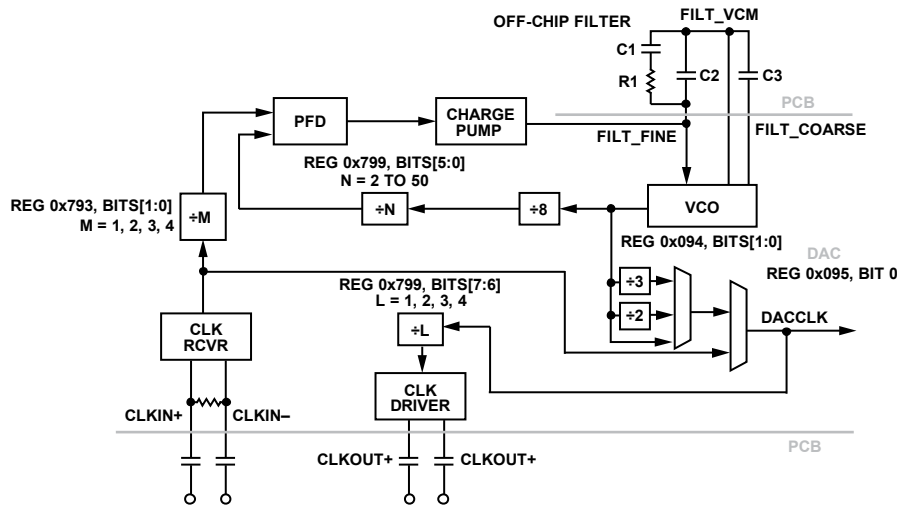 OFF-CHIP FILTER
FILT_VCM
C1
R1
C2
C3
PCB
PFD
CHARGE
PUMP
FILT_FINE
FILT_COARSE
REG 0x799, BITS[5:0]
N = 2 TO 50
REG 0x793, BITS[1:0]
M = 1, 2, 3, 4
÷M
÷N
÷8
VCO
REG 0x094, BITS[1:0]
DAC
REG 0x095, BIT 0
REG 0x799, BITS[7:6]
L = 1, 2, 3, 4
÷3
÷2
DACCLK
CLK
RCVR
÷L
CLK
DRIVER
CLKIN+
CLKIN–
PCB
CLKOUT+
CLKOUT+